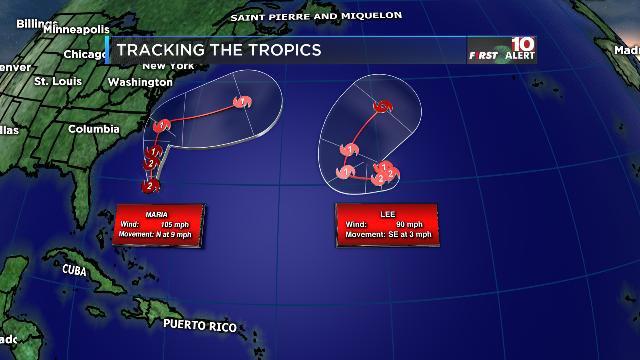 SAINT PIERRE AND MIQUELON
Billings
Minneapolis
TRACKING THE TROPICS
FIRST
10
ALERT
Chicago
enver
New York
St. Louis
Washington
Madr
llas
Columbia
1
1
1
2
2
1
1
1
2
2
MARIA
Wind: 105 mph
Movement: N at 9 mph
LEE
Wind: 90 mph
Movement: SE at 3 mph
CUBA
PUERTO RICO